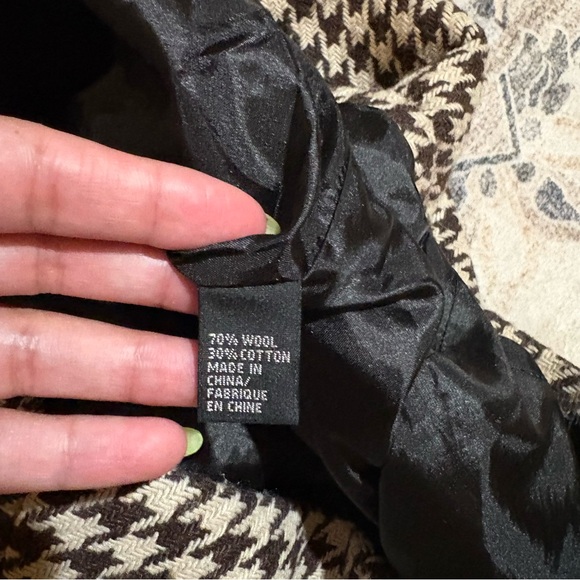 70% WOOL
30% COTTON
MADE IN
CHINA/
FABRIQUE
EN CHINE